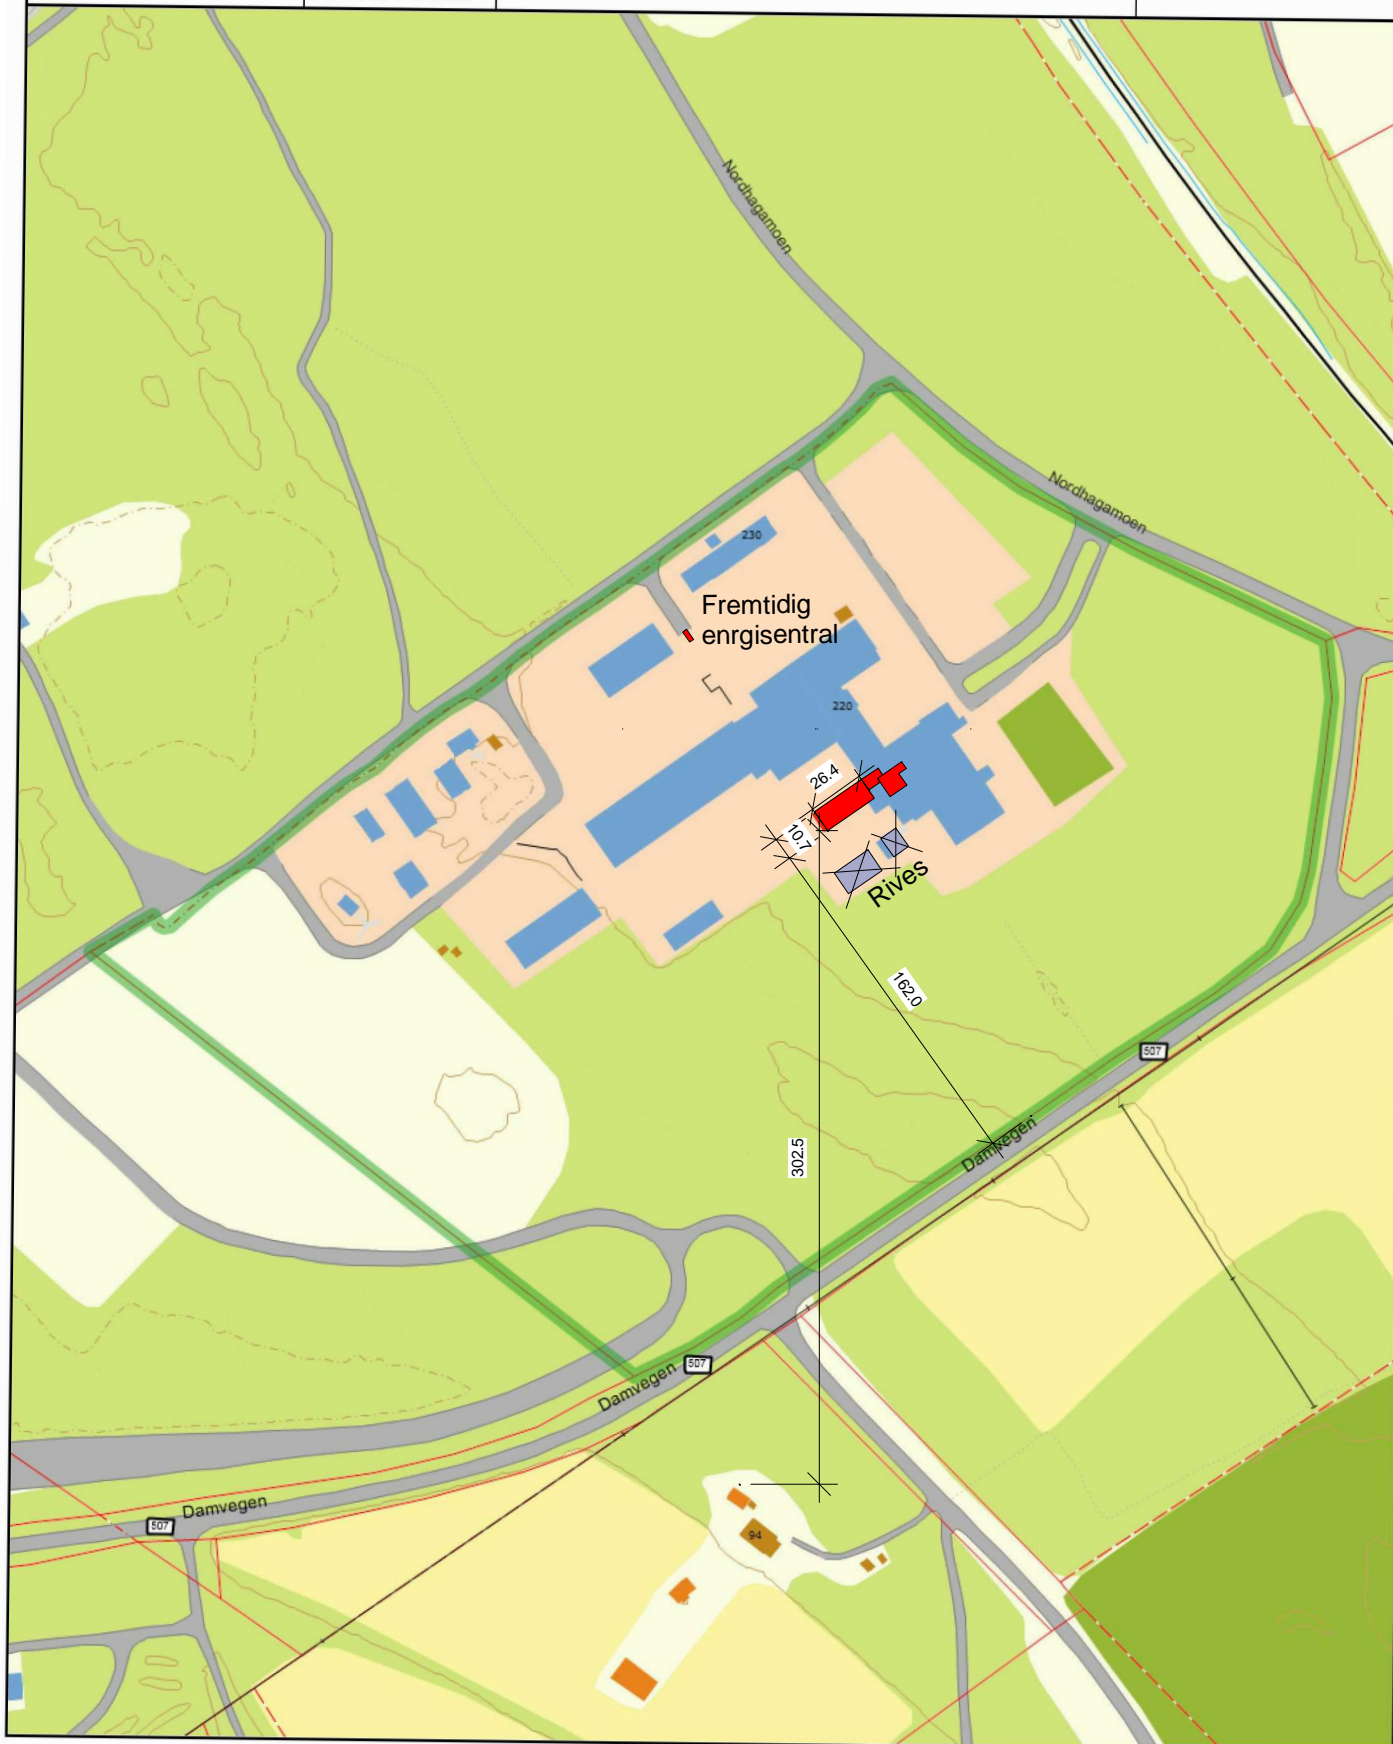 Nordhagamoen
Nordhagamoen
230
Fremtidig
enrgisentral
220
26.4
10.7
Rives
162.0
507
Damvegen
302.5
507
Damvegen
Damvegen
507
94